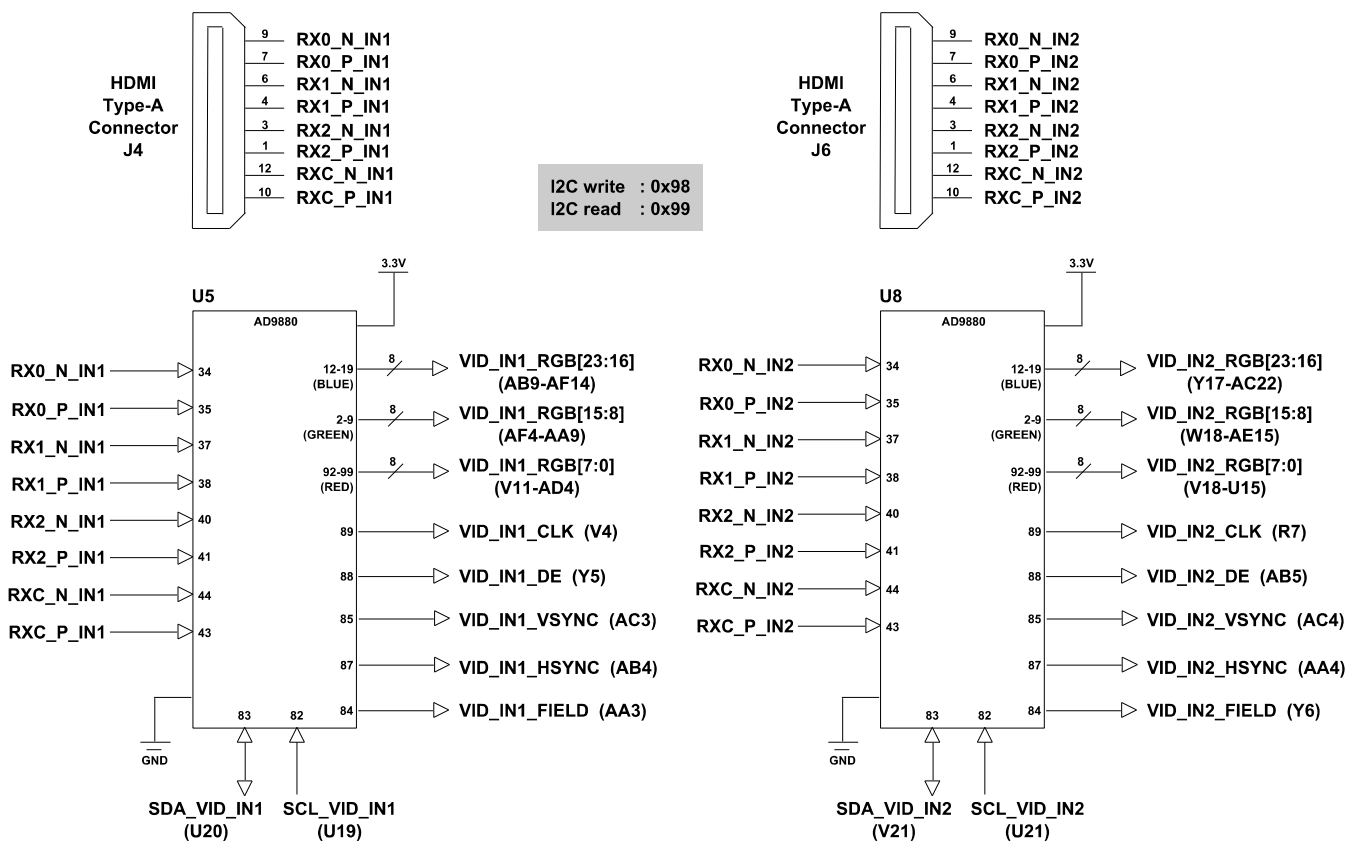 HDMI
Type-A
Connector
J4
9 RX0_N_IN1
7 RX0_P_IN1
6 RX1_N_IN1
4 RX1_P_IN1
3 RX2_N_IN1
1 RX2_P_IN1
12 RXC_N_IN1
10 RXC_P_IN1
I2C write : 0x98
I2C read : 0x99
HDMI
Type-A
Connector
J6
9 RX0_N_IN2
7 RX0_P_IN2
6 RX1_N_IN2
4 RX1_P_IN2
3 RX2_N_IN2
1 RX2_P_IN2
12 RXC_N_IN2
10 RXC_P_IN2
3.3V
U5
AD9880
RX0_N_IN1 34
RX0_P_IN1 35
RX1_N_IN1 37
RX1_P_IN1 38
RX2_N_IN1 40
RX2_P_IN1 41
RXC_N_IN1 44
RXC_P_IN1 43
12-19 8 VID_IN1_RGB[23:16]
(BLUE) (AB9-AF14)
2-9 8 VID_IN1_RGB[15:8]
(GREEN) (AF4-AA9)
92-99 8 VID_IN1_RGB[7:0]
(RED) (V11-AD4)
89 VID_IN1_CLK (V4)
88 VID_IN1_DE (Y5)
85 VID_IN1_VSYNC (AC3)
87 VID_IN1_HSYNC (AB4)
84 VID_IN1_FIELD (AA3)
83 82
GND
SDA_VID_IN1 SCL_VID_IN1
(U20) (U19)
3.3V
U8
AD9880
RX0_N_IN2 34
RX0_P_IN2 35
RX1_N_IN2 37
RX1_P_IN2 38
RX2_N_IN2 40
RX2_P_IN2 41
RXC_N_IN2 44
RXC_P_IN2 43
12-19 8 VID_IN2_RGB[23:16]
(BLUE) (Y17-AC22)
2-9 8 VID_IN2_RGB[15:8]
(GREEN) (W18-AE15)
92-99 8 VID_IN2_RGB[7:0]
(RED) (V18-U15)
89 VID_IN2_CLK (R7)
88 VID_IN2_DE (AB5)
85 VID_IN2_VSYNC (AC4)
87 VID_IN2_HSYNC (AA4)
84 VID_IN2_FIELD (Y6)
83 82
GND
SDA_VID_IN2 SCL_VID_IN2
(V21) (U21)